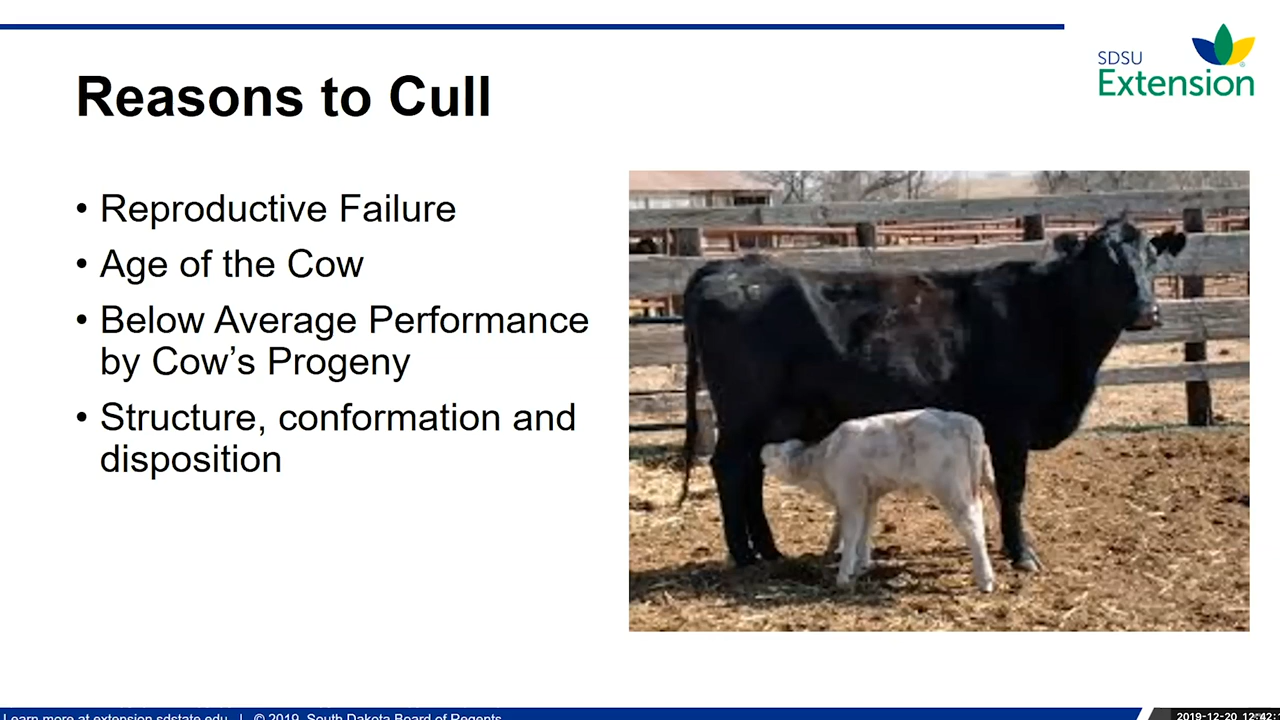 SDSU
Extension
Reasons to Cull
• Reproductive Failure
• Age of the Cow
• Below Average Performance
by Cow’s Progeny
• Structure, conformation and
disposition
Learn more at extension.sdstate.edu | © 2019, South Dakota Board of Regents
2019-12-20 12:42: